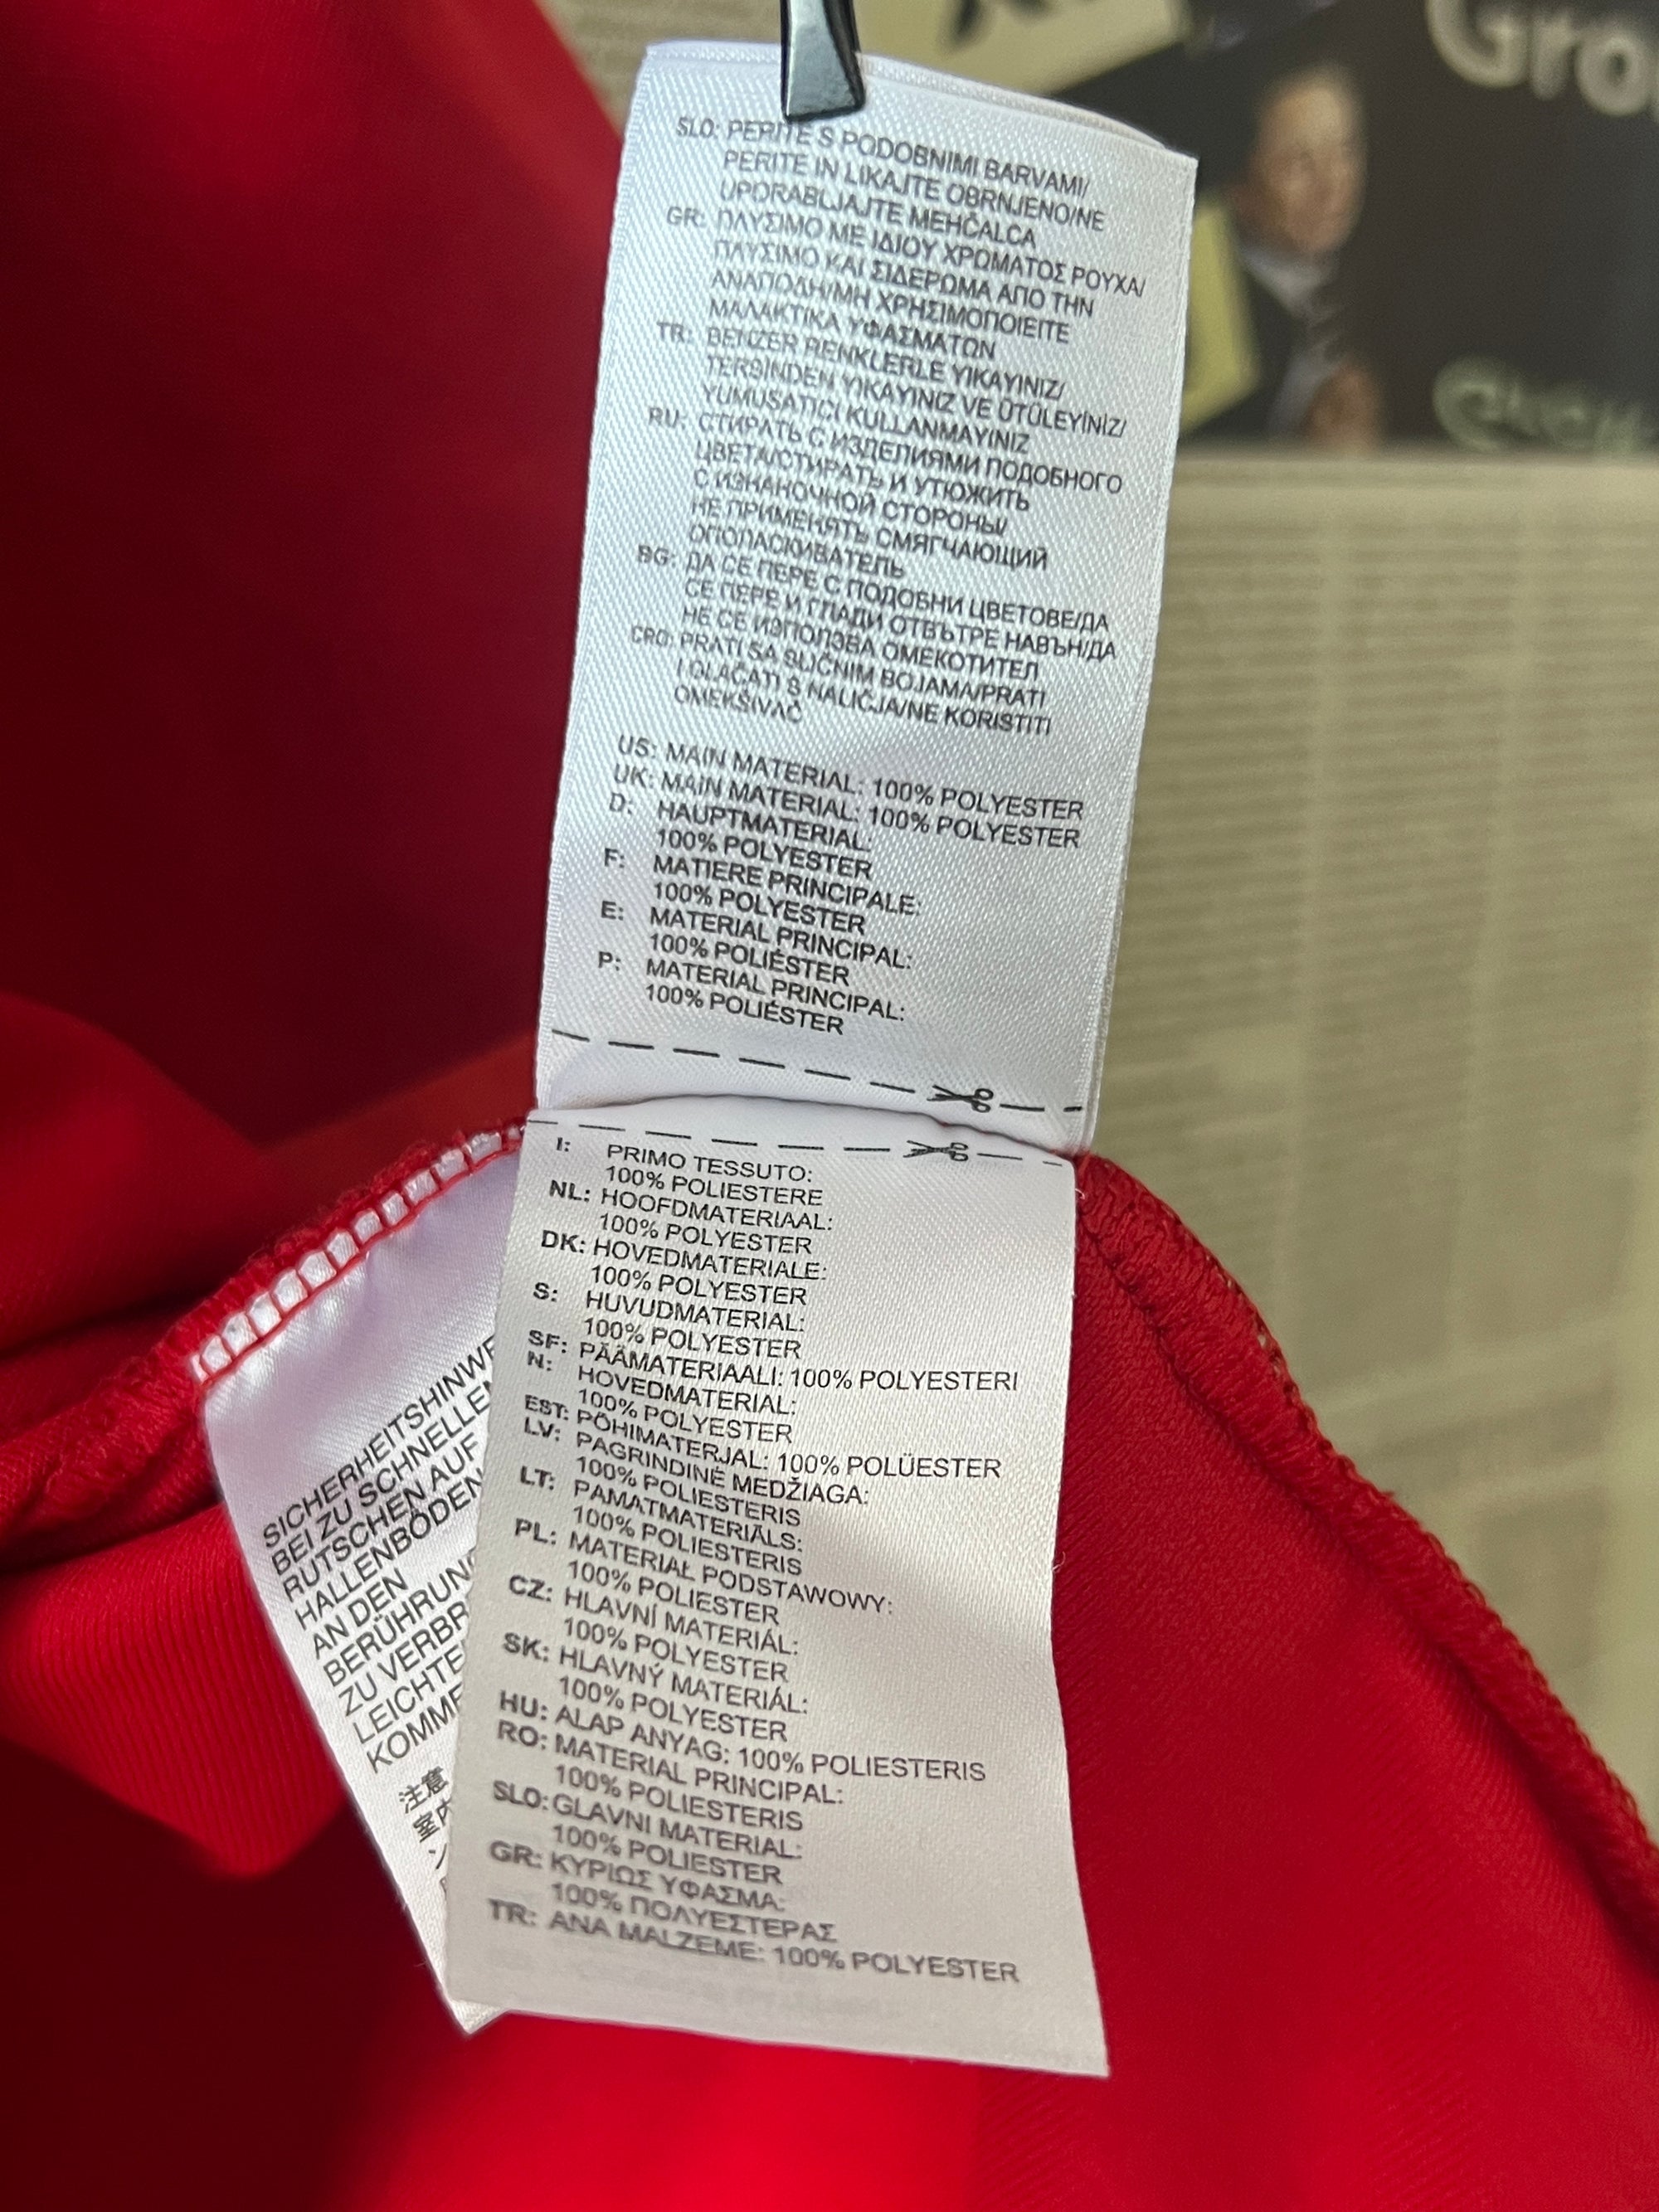 Gro
SLO: PERITE S PODOBNIMI BARVAMI/
PERITE IN LIKAJTE OBRNJENO/NE
UPORABLJAJTE MEHČALCA
GR: ΠΛΥΣΙΜΟ ΜΕ ΙΔΙΟΥ ΧΡΩΜΑΤΟΣ ΡΟΥΧΑ/
ΠΛΥΣΙΜΟ ΚΑΙ ΣΙΔΕΡΩΜΑ ΑΠΟ ΤΗΝ
ΑΝΑΠΟΔΗ/ΜΗ ΧΡΗΣΙΜΟΠΟΙΕΙΤΕ
ΜΑΛΑΚΤΙΚΑ ΥΦΑΣΜΑΤΩΝ
TR: BENZER RENKLERLE YIKAYINIZ/
TERSİNDEN YIKAYINIZ VE ÜTÜLEYİNİZ/
YUMUŞATICI KULLANMAYINIZ
RU: СТИРАТЬ С ИЗДЕЛИЯМИ ПОДОБНОГО
ЦВЕТА/СТИРАТЬ И УТЮЖИТЬ
С ИЗНАНОЧНОЙ СТОРОНЫ/
НЕ ПРИМЕНЯТЬ СМЯГЧАЮЩИЙ
ОПОЛАСКИВАТЕЛЬ
BG: ДА СЕ ПЕРЕ С ПОДОБНИ ЦВЕТОВЕ/ДА
СЕ ПЕРЕ И ГЛАДИ ОТВЪТРЕ НАВЪН/ДА
НЕ СЕ ИЗПОЛЗВА ОМЕКОТИТЕЛ
CRO: PRATI SA SLIČNIM BOJAMA/PRATI
I GLAČATI S NALIČJA/NE KORISTITI
OMEKŠIVAČ
US: MAIN MATERIAL: 100% POLYESTER
UK: MAIN MATERIAL: 100% POLYESTER
D: HAUPTMATERIAL:
100% POLYESTER
F: MATIERE PRINCIPALE:
100% POLYESTER
E: MATERIAL PRINCIPAL:
100% POLIÉSTER
P: MATERIAL PRINCIPAL:
100% POLIÉSTER
I: PRIMO TESSUTO:
100% POLIESTERE
NL: HOOFDMATERIAAL:
100% POLYESTER
DK: HOVEDMATERIALE:
100% POLYESTER
S: HUVUDMATERIAL:
100% POLYESTER
SF: PÄÄMATERIAALI: 100% POLYESTERI
N: HOVEDMATERIAL:
100% POLYESTER
EST: PÕHIMATERJAL: 100% POLÜESTER
LV: PAGRINDINĖ MEDŽIAGA:
100% POLIESTERIS
LT: PAMATMATERIĀLS:
100% POLIESTERIS
PL: MATERIAŁ PODSTAWOWY:
100% POLIESTER
CZ: HLAVNÍ MATERIÁL:
100% POLYESTER
SK: HLAVNÝ MATERIÁL:
100% POLYESTER
HU: ALAP ANYAG: 100% POLIESTERIS
RO: MATERIAL PRINCIPAL:
100% POLIESTERIS
SLO: GLAVNI MATERIAL:
100% POLIESTER
GR: ΚΥΡΙΩΣ ΥΦΑΣΜΑ:
100% ΠΟΛΥΕΣΤΕΡΑΣ
TR: ANA MALZEME: 100% POLYESTER
SICHERHEITSHINWE
BEI ZU SCHNELLE
RUTSCHEN AUF
HALLENBÖDEN
AN DEN
BERÜHRUNG
ZU VERBR
LEICHTE
KOMME
注意
室内